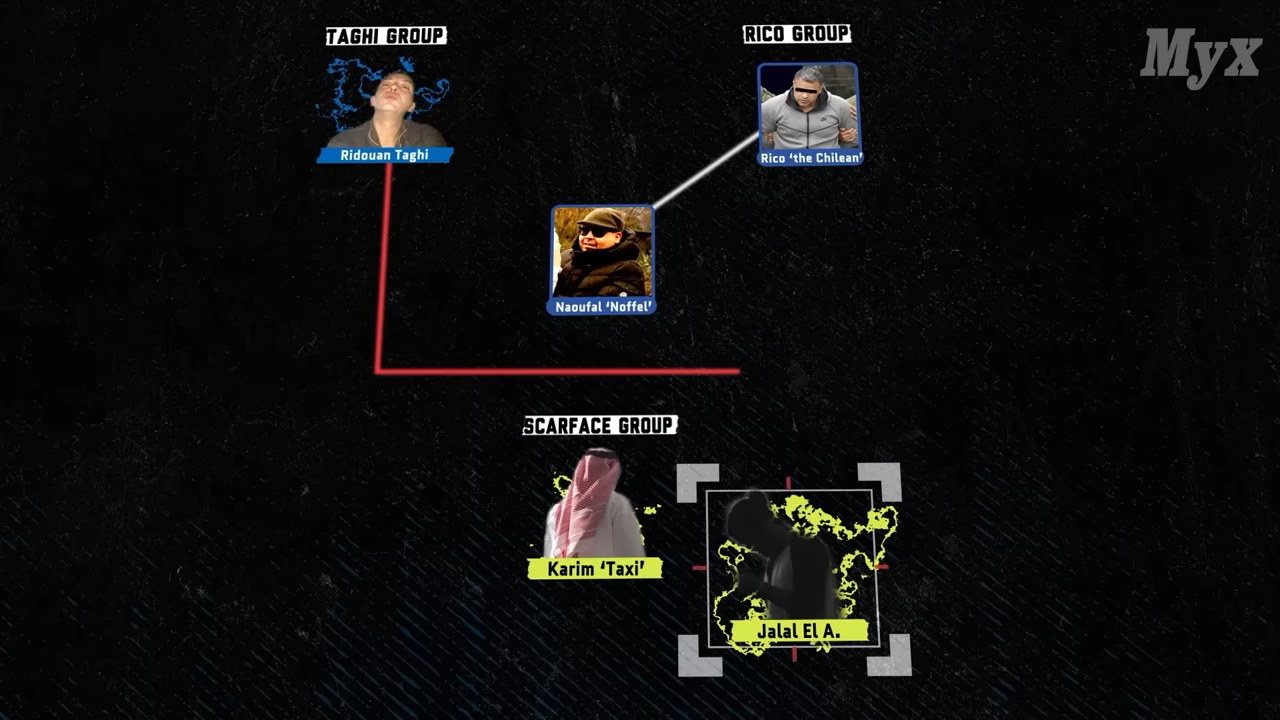 TAGHI GROUP
RICO GROUP
Myx
Ridouan Taghi
Rico ‘the Chilean’
Naoufal ‘Noffel’
SCARFACE GROUP
Karim ‘Taxi’
Jalal El A.